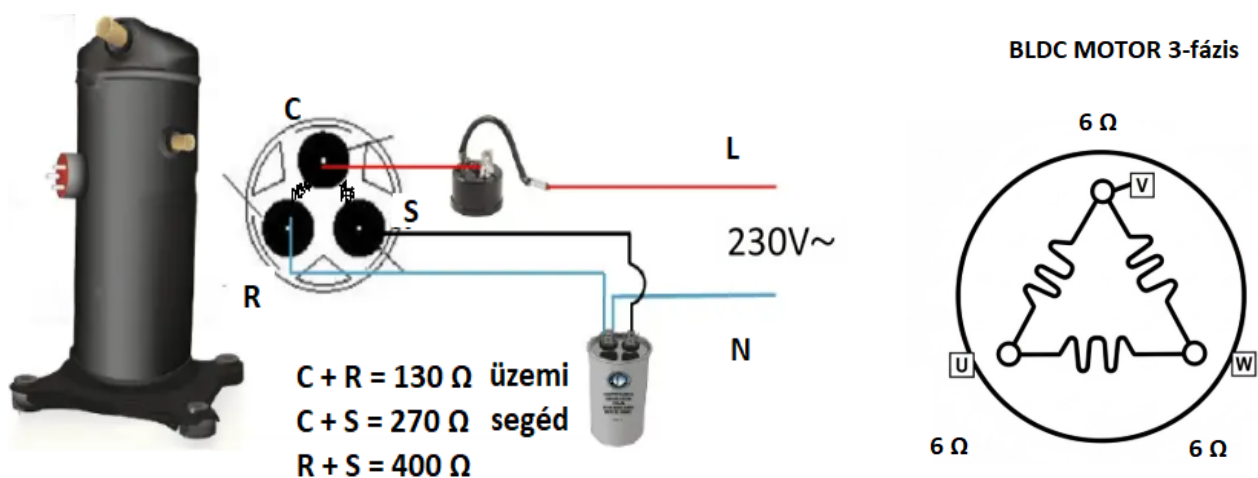 BLDC MOTOR 3-fázis
C
L
6 Ω
V
S
230V~
R
N
U
W
C + R = 130 Ω üzemi
C + S = 270 Ω segéd
R + S = 400 Ω
6 Ω
6 Ω